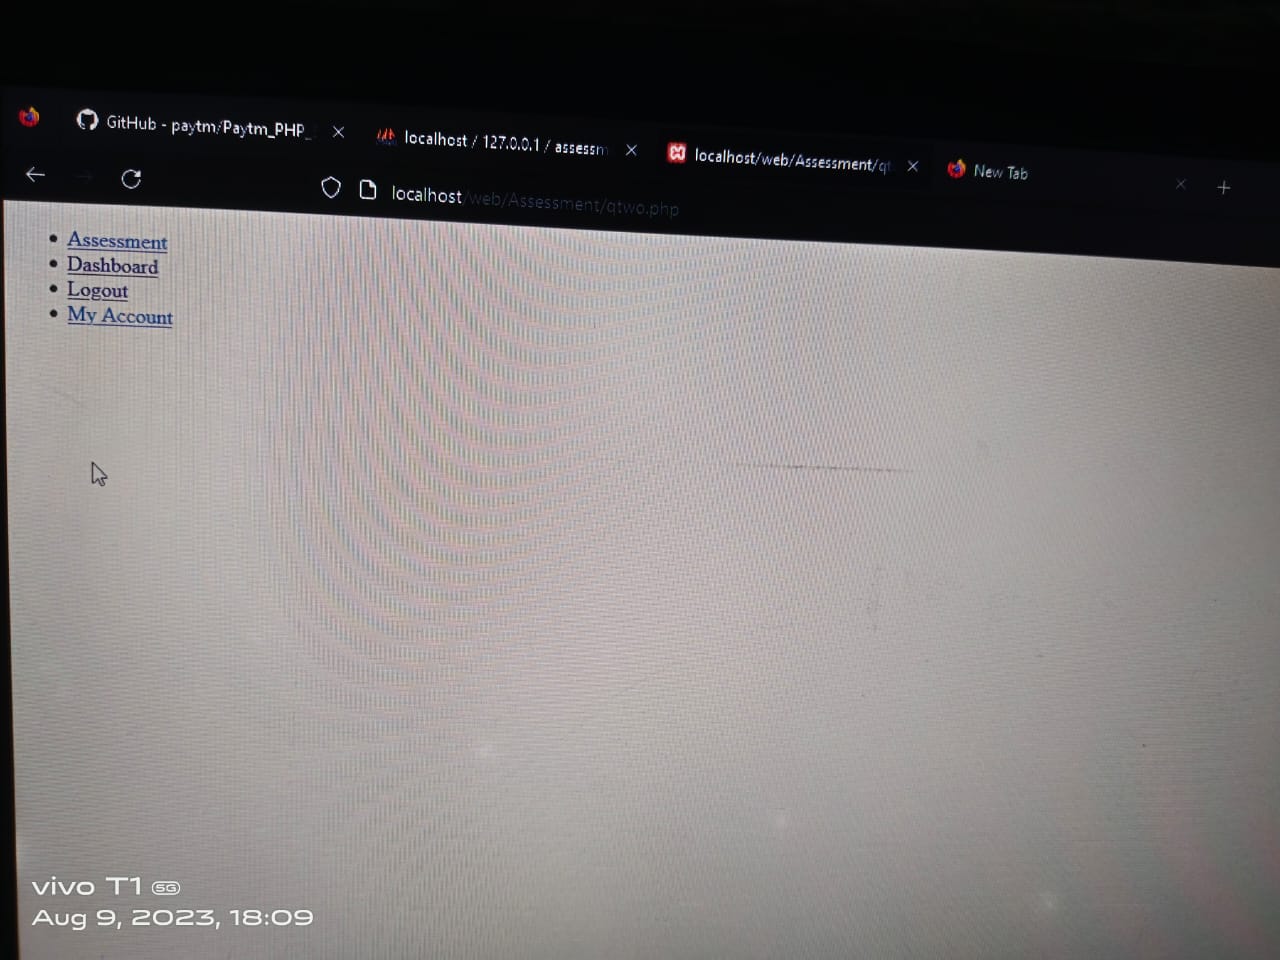 GitHub - paytm/Paytm_PHP_
localhost / 127.0.0.1 / assessm
localhost/web/Assessment/qt
New Tab
localhost/web/Assessment/qtwo.php
Assessment
Dashboard
Logout
My Account
vivo T1 5G
Aug 9, 2023, 18:09